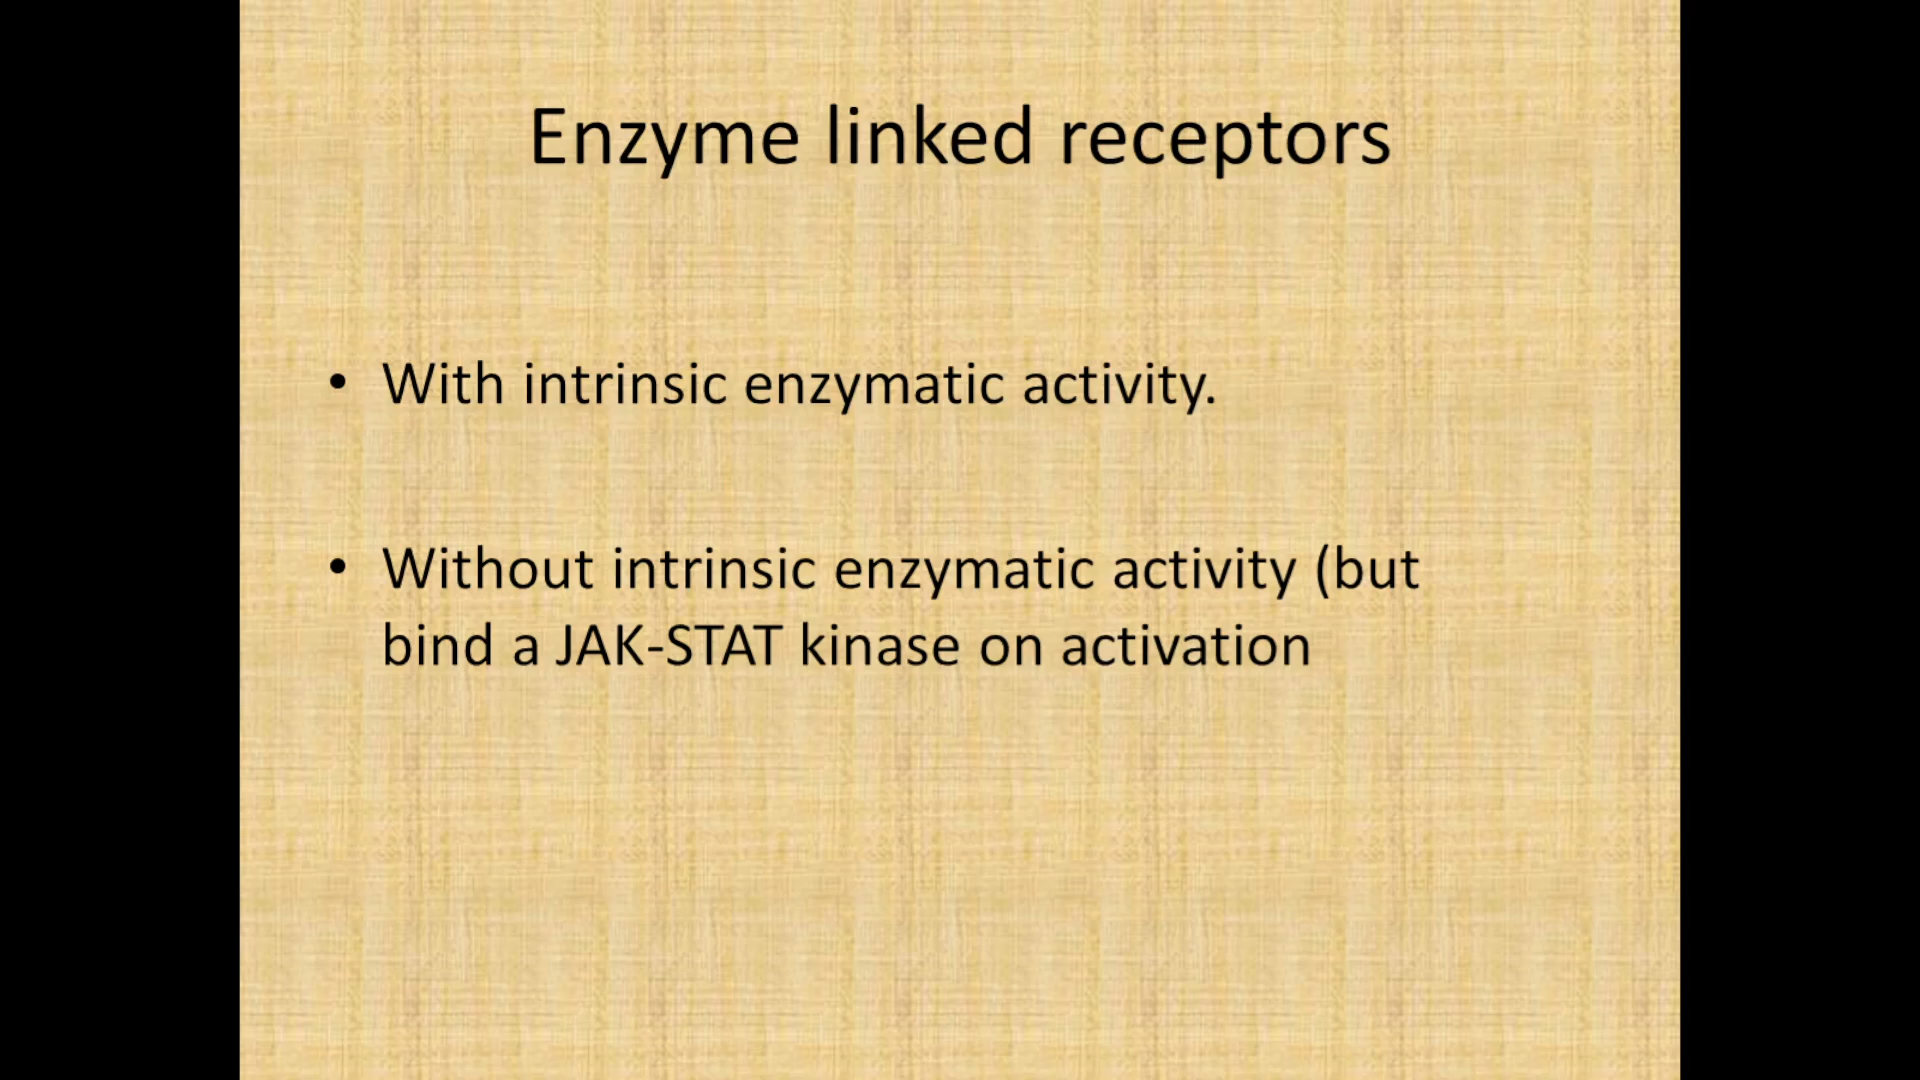 Enzyme linked receptors
• With intrinsic enzymatic activity.
• Without intrinsic enzymatic activity (but
bind a JAK-STAT kinase on activation